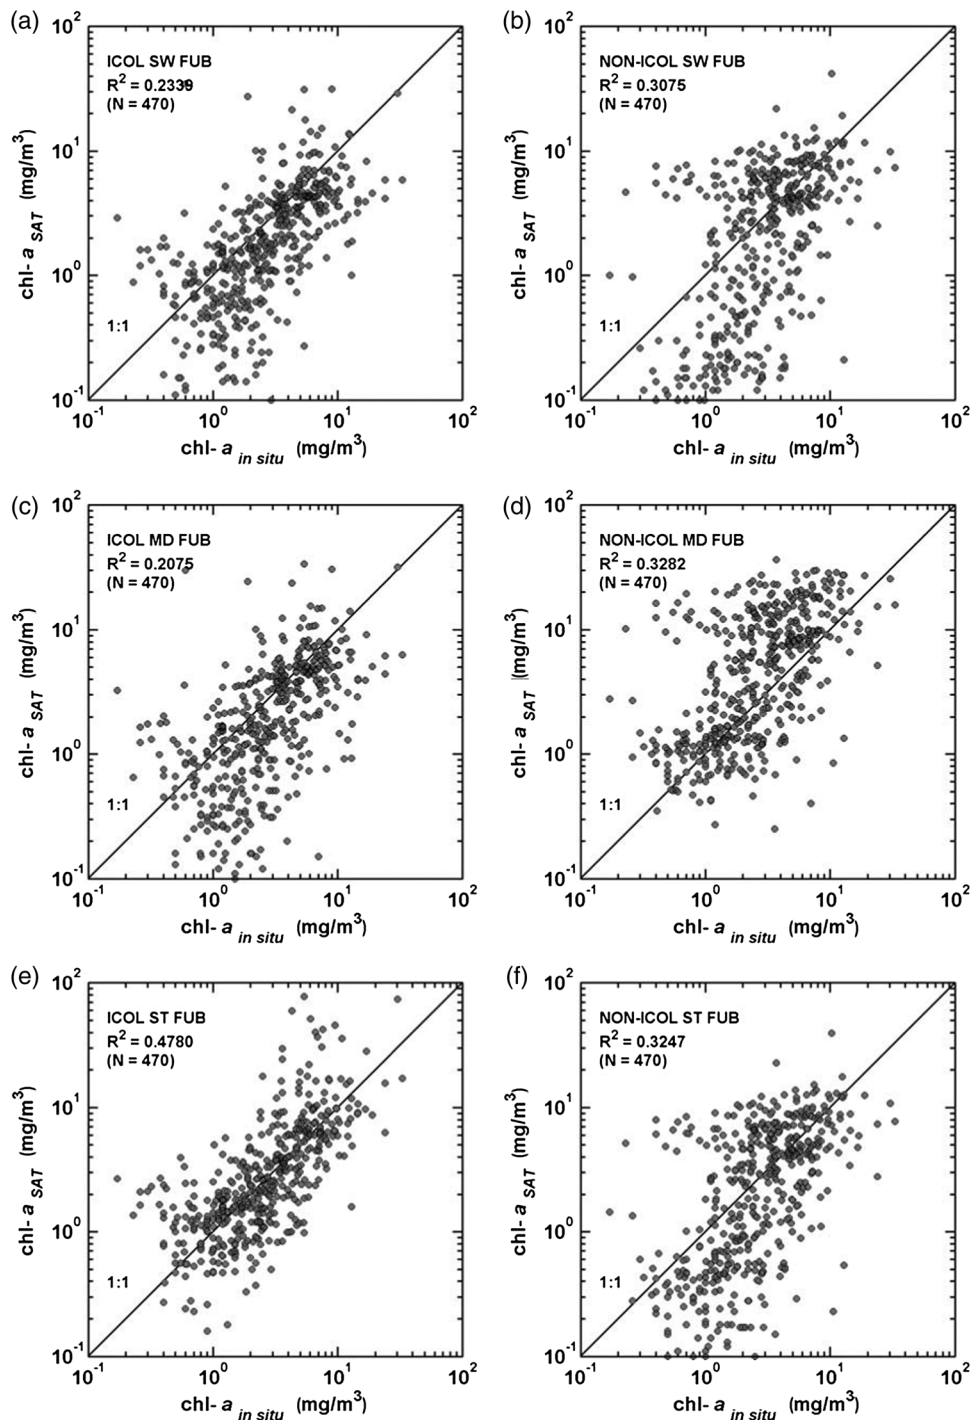 (a)
10²
ICOL SW FUB
R² = 0.2339
(N = 470)
10¹
chl- a SAT (mg/m³)
10⁰
1:1
10⁻¹
10⁻¹ 10⁰ 10¹ 10²
chl- a in situ (mg/m³)
(b)
10²
NON-ICOL SW FUB
R² = 0.3075
(N = 470)
10¹
chl- a SAT (mg/m³)
10⁰
1:1
10⁻¹
10⁻¹ 10⁰ 10¹ 10²
chl- a in situ (mg/m³)
(c)
10²
ICOL MD FUB
R² = 0.2075
(N = 470)
10¹
chl- a SAT (mg/m³)
10⁰
1:1
10⁻¹
10⁻¹ 10⁰ 10¹ 10²
chl- a in situ (mg/m³)
(d)
10²
NON-ICOL MD FUB
R² = 0.3282
(N = 470)
10¹
chl- a SAT (mg/m³)
10⁰
1:1
10⁻¹
10⁻¹ 10⁰ 10¹ 10²
chl- a in situ (mg/m³)
(e)
10²
ICOL ST FUB
R² = 0.4780
(N = 470)
10¹
chl- a SAT (mg/m³)
10⁰
1:1
10⁻¹
10⁻¹ 10⁰ 10¹ 10²
chl- a in situ (mg/m³)
(f)
10²
NON-ICOL ST FUB
R² = 0.3247
(N = 470)
10¹
chl- a SAT (mg/m³)
10⁰
1:1
10⁻¹
10⁻¹ 10⁰ 10¹ 10²
chl- a in situ (mg/m³)